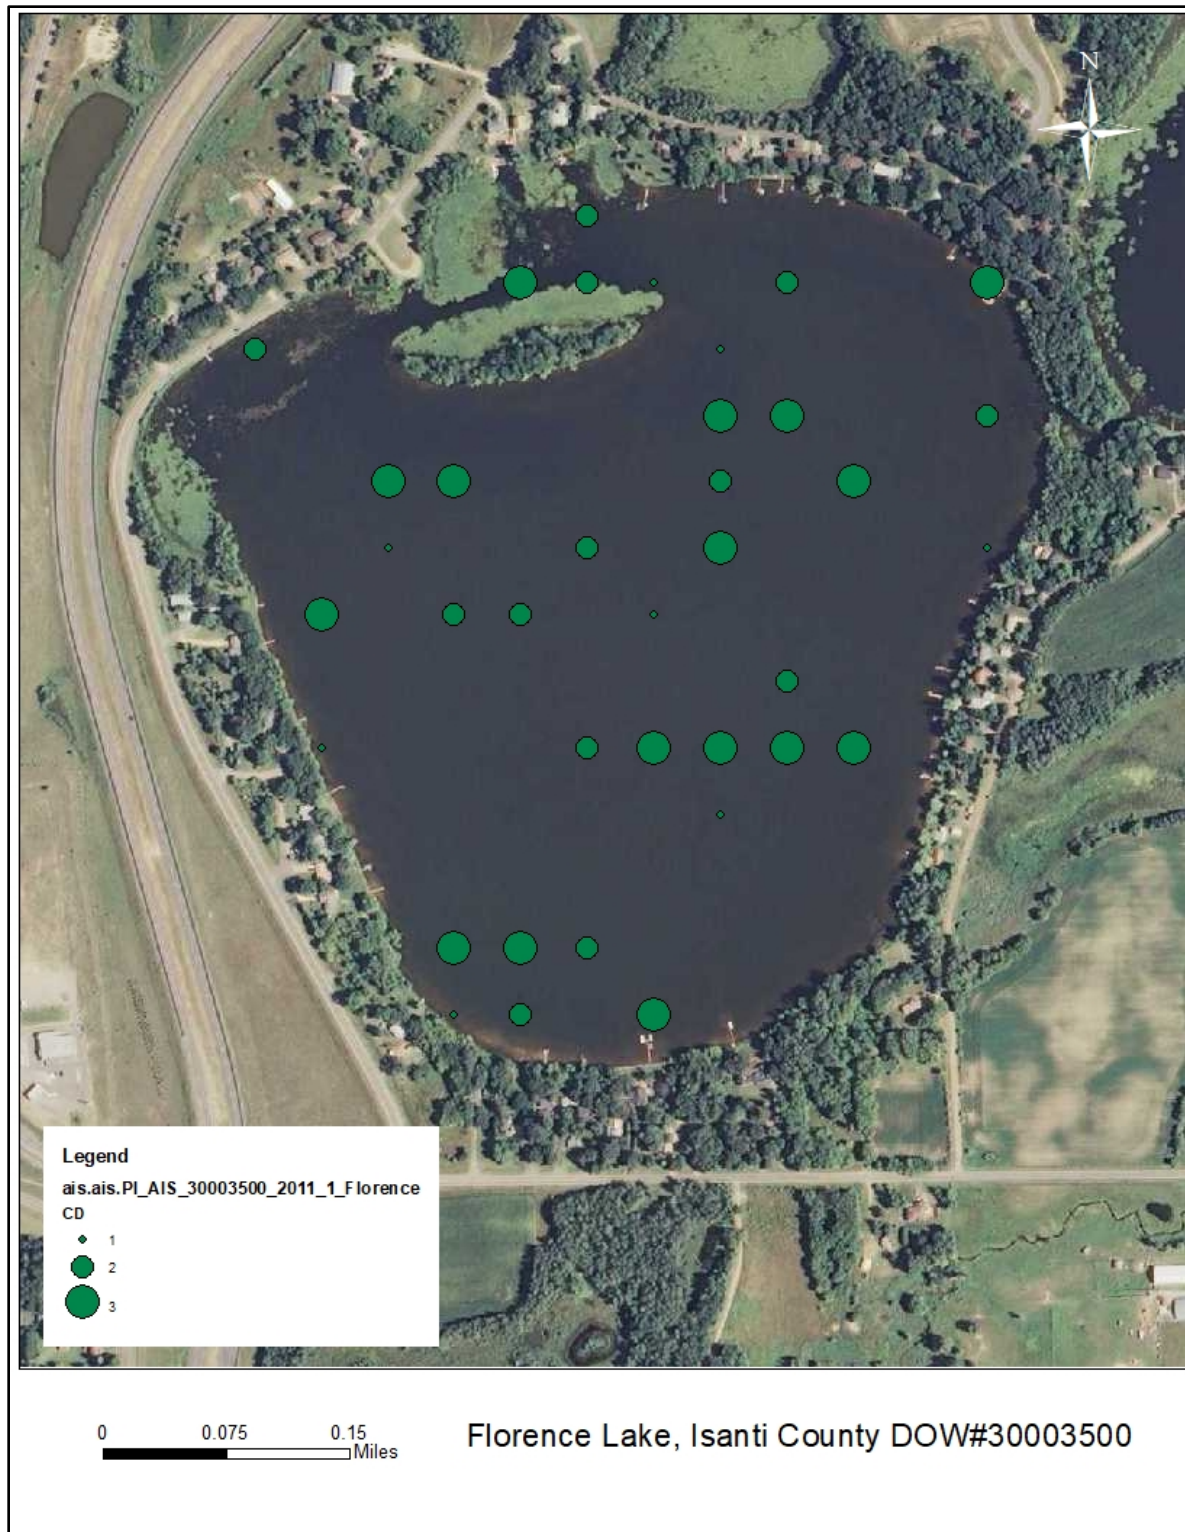 N
Legend
ais.ais.PI_AIS_30003500_2011_1_Florence
CD
1
2
3
0 0.075 0.15
Miles
Florence Lake, Isanti County DOW#30003500